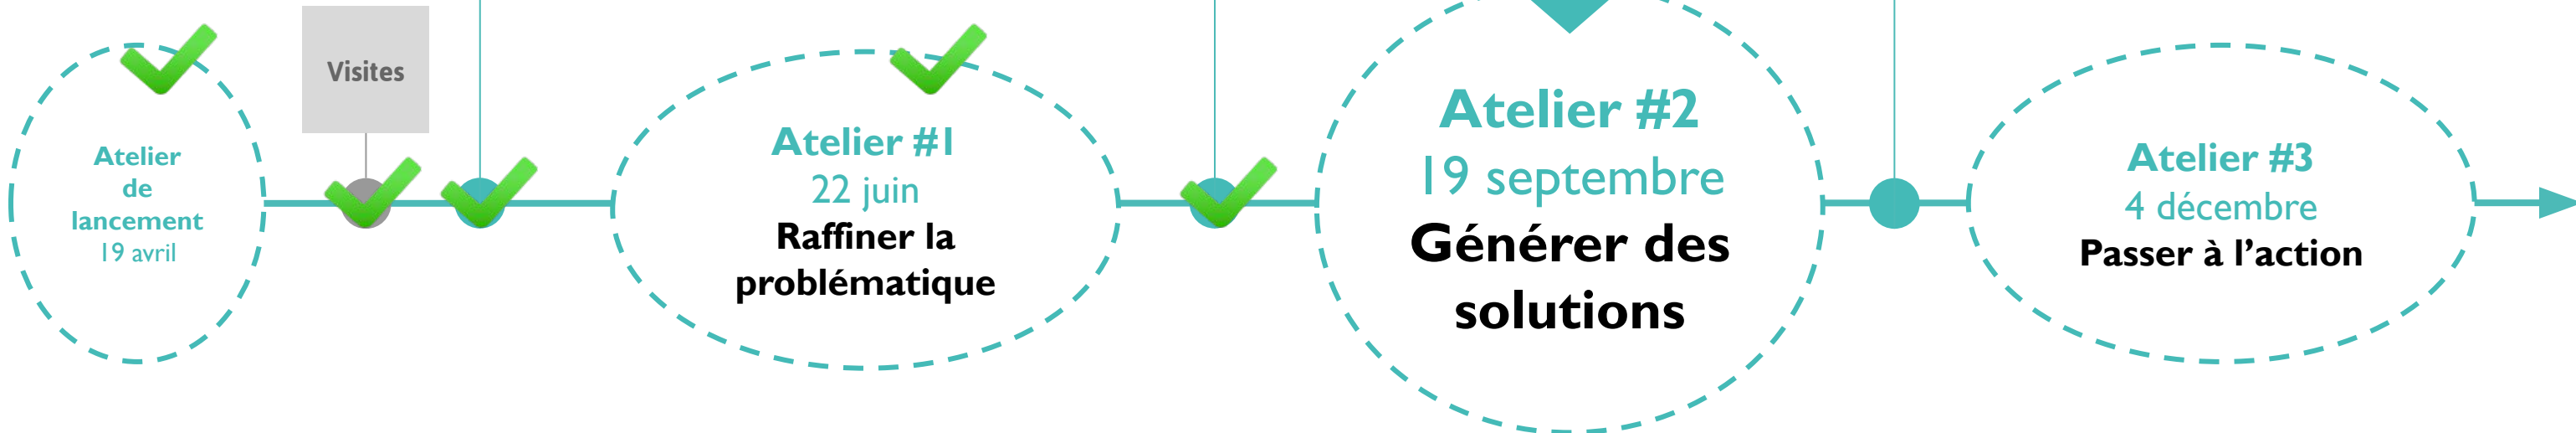 Visites
Atelier
de
lancement
19 avril
Atelier #1
22 juin
Raffiner la
problématique
Atelier #2
19 septembre
Générer des
solutions
Atelier #3
4 décembre
Passer à l’action